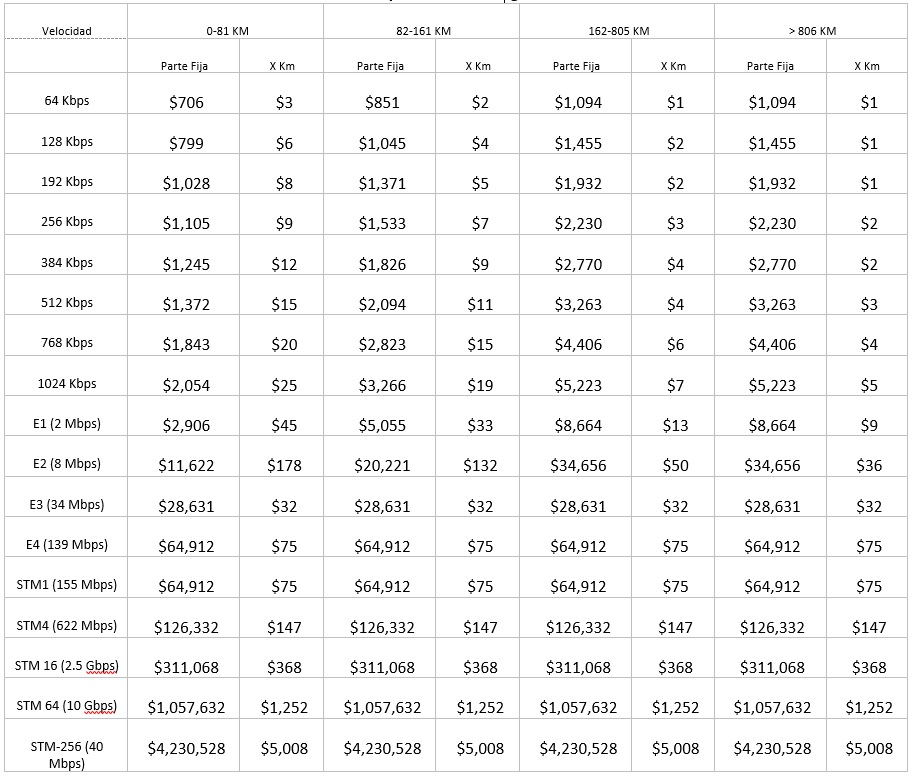 Velocidad 0-81 KM 82-161 KM 162-805 KM > 806 KM
Parte Fija X Km Parte Fija X Km Parte Fija X Km Parte Fija X Km
64 Kbps $706 $3 $851 $2 $1,094 $1 $1,094 $1
128 Kbps $799 $6 $1,045 $4 $1,455 $2 $1,455 $1
192 Kbps $1,028 $8 $1,371 $5 $1,932 $2 $1,932 $1
256 Kbps $1,105 $9 $1,533 $7 $2,230 $3 $2,230 $2
384 Kbps $1,245 $12 $1,826 $9 $2,770 $4 $2,770 $2
512 Kbps $1,372 $15 $2,094 $11 $3,263 $4 $3,263 $3
768 Kbps $1,843 $20 $2,823 $15 $4,406 $6 $4,406 $4
1024 Kbps $2,054 $25 $3,266 $19 $5,223 $7 $5,223 $5
E1 (2 Mbps) $2,906 $45 $5,055 $33 $8,664 $13 $8,664 $9
E2 (8 Mbps) $11,622 $178 $20,221 $132 $34,656 $50 $34,656 $36
E3 (34 Mbps) $28,631 $32 $28,631 $32 $28,631 $32 $28,631 $32
E4 (139 Mbps) $64,912 $75 $64,912 $75 $64,912 $75 $64,912 $75
STM1 (155 Mbps) $64,912 $75 $64,912 $75 $64,912 $75 $64,912 $75
STM4 (622 Mbps) $126,332 $147 $126,332 $147 $126,332 $147 $126,332 $147
STM 16 (2.5 Gbps) $311,068 $368 $311,068 $368 $311,068 $368 $311,068 $368
STM 64 (10 Gbps) $1,057,632 $1,252 $1,057,632 $1,252 $1,057,632 $1,252 $1,057,632 $1,252
STM-256 (40 $4,230,528 $5,008 $4,230,528 $5,008 $4,230,528 $5,008 $4,230,528 $5,008
Mbps)